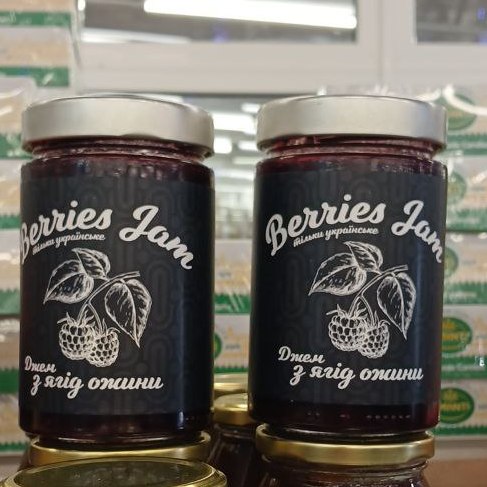 Berries Jam
тільки українське
Джем
з ягід ожини
Berries Jam
тільки українське
Джем
з ягід ожини